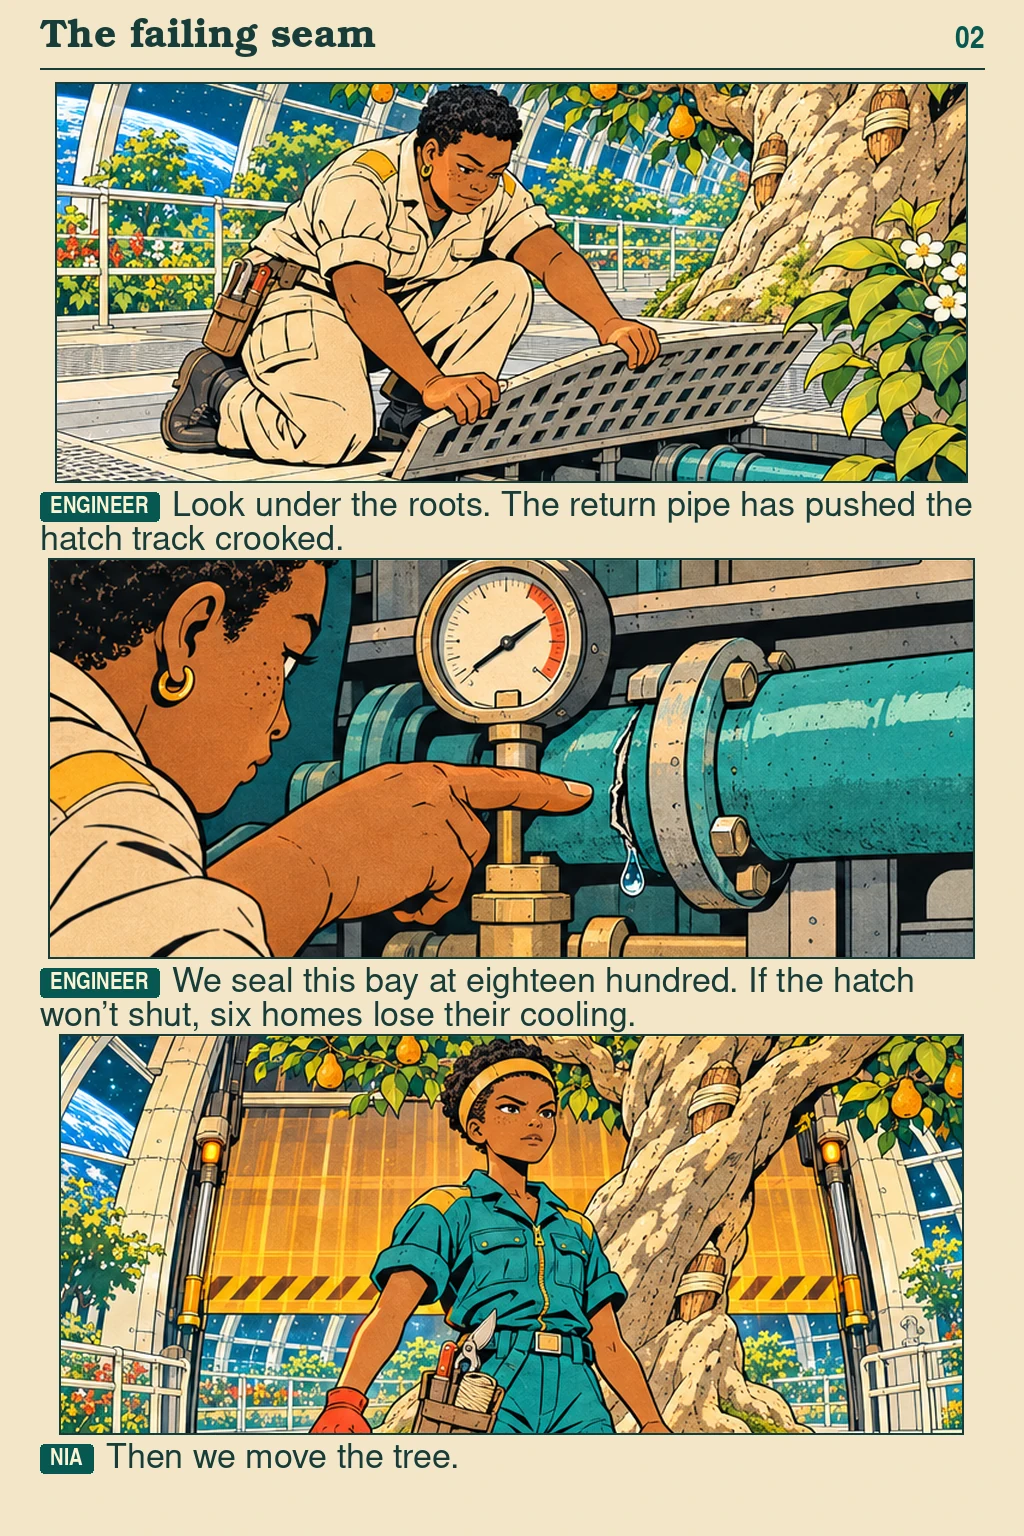 The failing seam
02
ENGINEER Look under the roots. The return pipe has pushed the
hatch track crooked.
ENGINEER We seal this bay at eighteen hundred. If the hatch
won’t shut, six homes lose their cooling.
NIA Then we move the tree.